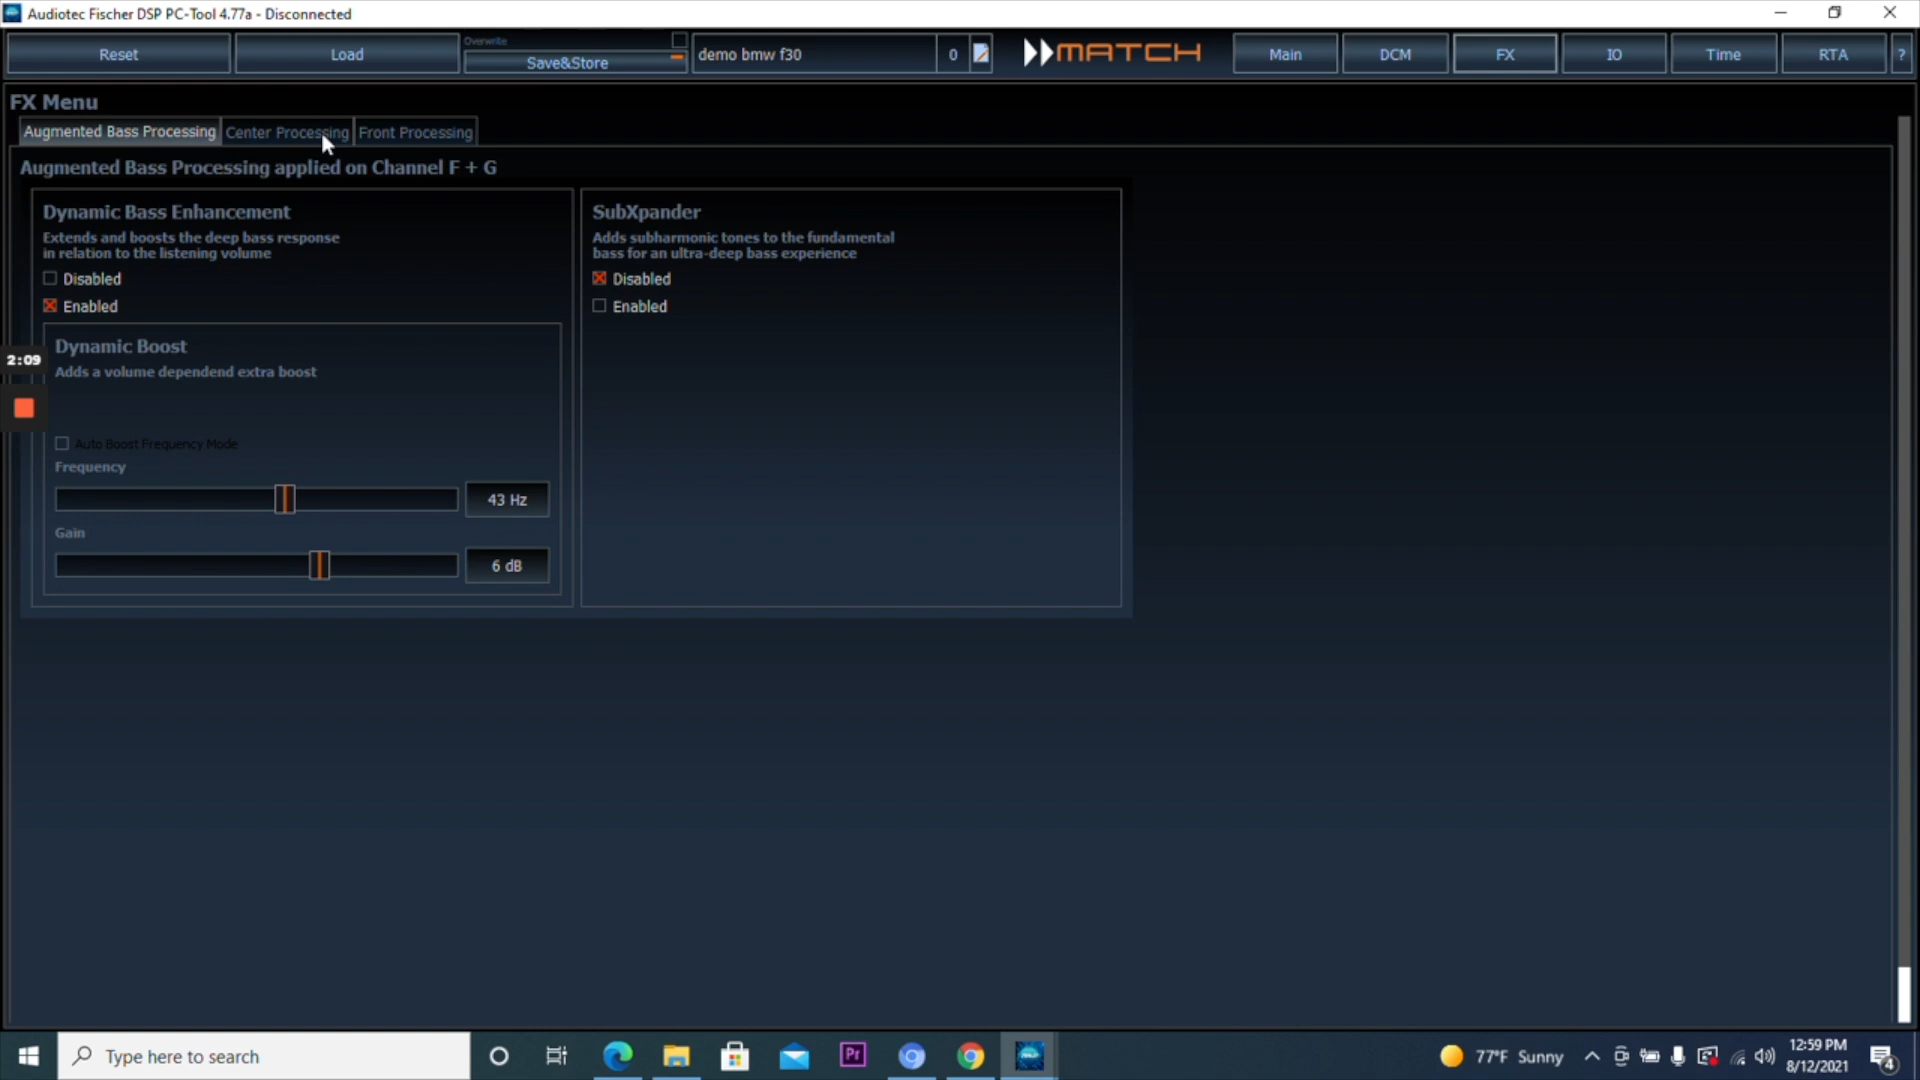 Audiotec Fischer DSP PC-Tool 4.77a - Disconnected
Reset
Load
Overwrite
Save&Store
demo bmw f30
0
MATCH
Main
DCM
FX
IO
Time
RTA
?
FX Menu
Augmented Bass Processing
Center Processing
Front Processing
Augmented Bass Processing applied on Channel F + G
Dynamic Bass Enhancement
Extends and boosts the deep bass response
in relation to the listening volume
Disabled
Enabled
SubXpander
Adds subharmonic tones to the fundamental
bass for an ultra-deep bass experience
Disabled
Enabled
Dynamic Boost
Adds a volume dependend extra boost
2:09
Auto Boost Frequency Mode
Frequency
43 Hz
Gain
6 dB
Type here to search
Pr
77°F Sunny
12:59 PM
8/12/2021
4